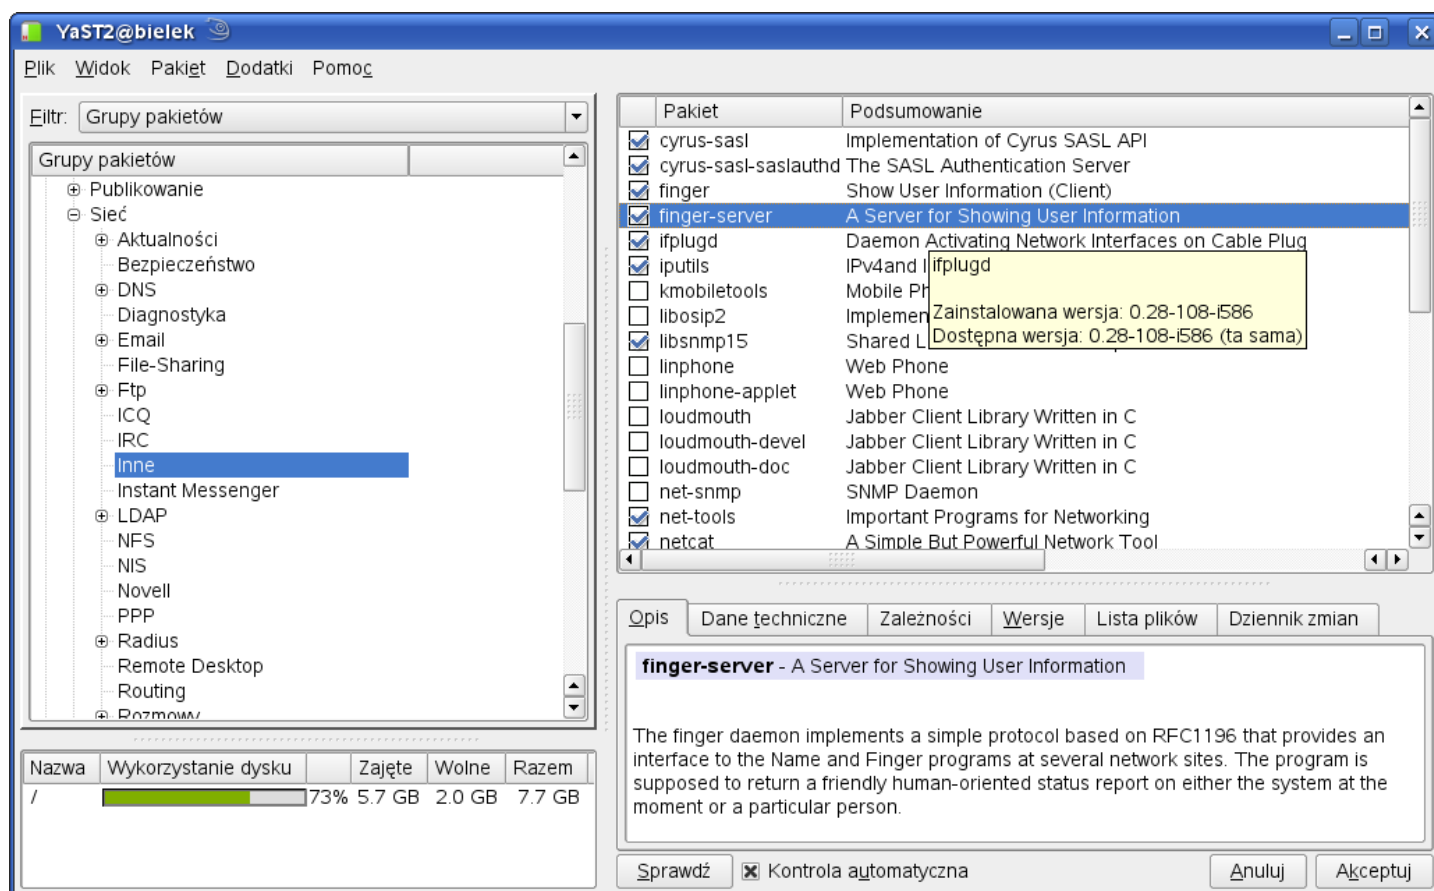 YaST2@bielek
Plik Widok Pakiet Dodatki Pomoc
Filtr: Grupy pakietów
Grupy pakietów
Publikowanie
Sieć
Aktualności
Bezpieczeństwo
DNS
Diagnostyka
Email
File-Sharing
Ftp
ICQ
IRC
Inne
Instant Messenger
LDAP
NFS
NIS
Novell
PPP
Radius
Remote Desktop
Routing
Rozmowy
Nazwa Wykorzystanie dysku Zajęte Wolne Razem
/ 73% 5.7 GB 2.0 GB 7.7 GB
Pakiet Podsumowanie
cyrus-sasl Implementation of Cyrus SASL API
cyrus-sasl-saslauthd The SASL Authentication Server
finger Show User Information (Client)
finger-server A Server for Showing User Information
ifplugd Daemon Activating Network Interfaces on Cable Plug
iputils IPv4and
kmobiletools Mobile
libosip2
libsnmp15 Shared
linphone Web Phone
linphone-applet Web Phone
loudmouth Jabber Client Library Written in C
loudmouth-devel Jabber Client Library Written in C
loudmouth-doc Jabber Client Library Written in C
net-snmp SNMP Daemon
net-tools Important Programs for Networking
netcat A Simple But Powerful Network Tool
ifplugd
Zainstalowana wersja: 0.28-108-i586
Dostępna wersja: 0.28-108-i586 (ta sama)
Opis Dane techniczne Zależności Wersje Lista plików Dziennik zmian
finger-server - A Server for Showing User Information
The finger daemon implements a simple protocol based on RFC1196 that provides an
interface to the Name and Finger programs at several network sites. The program is
supposed to return a friendly human-oriented status report on either the system at the
moment or a particular person.
Sprawdź Kontrola automatyczna Anuluj Akceptuj